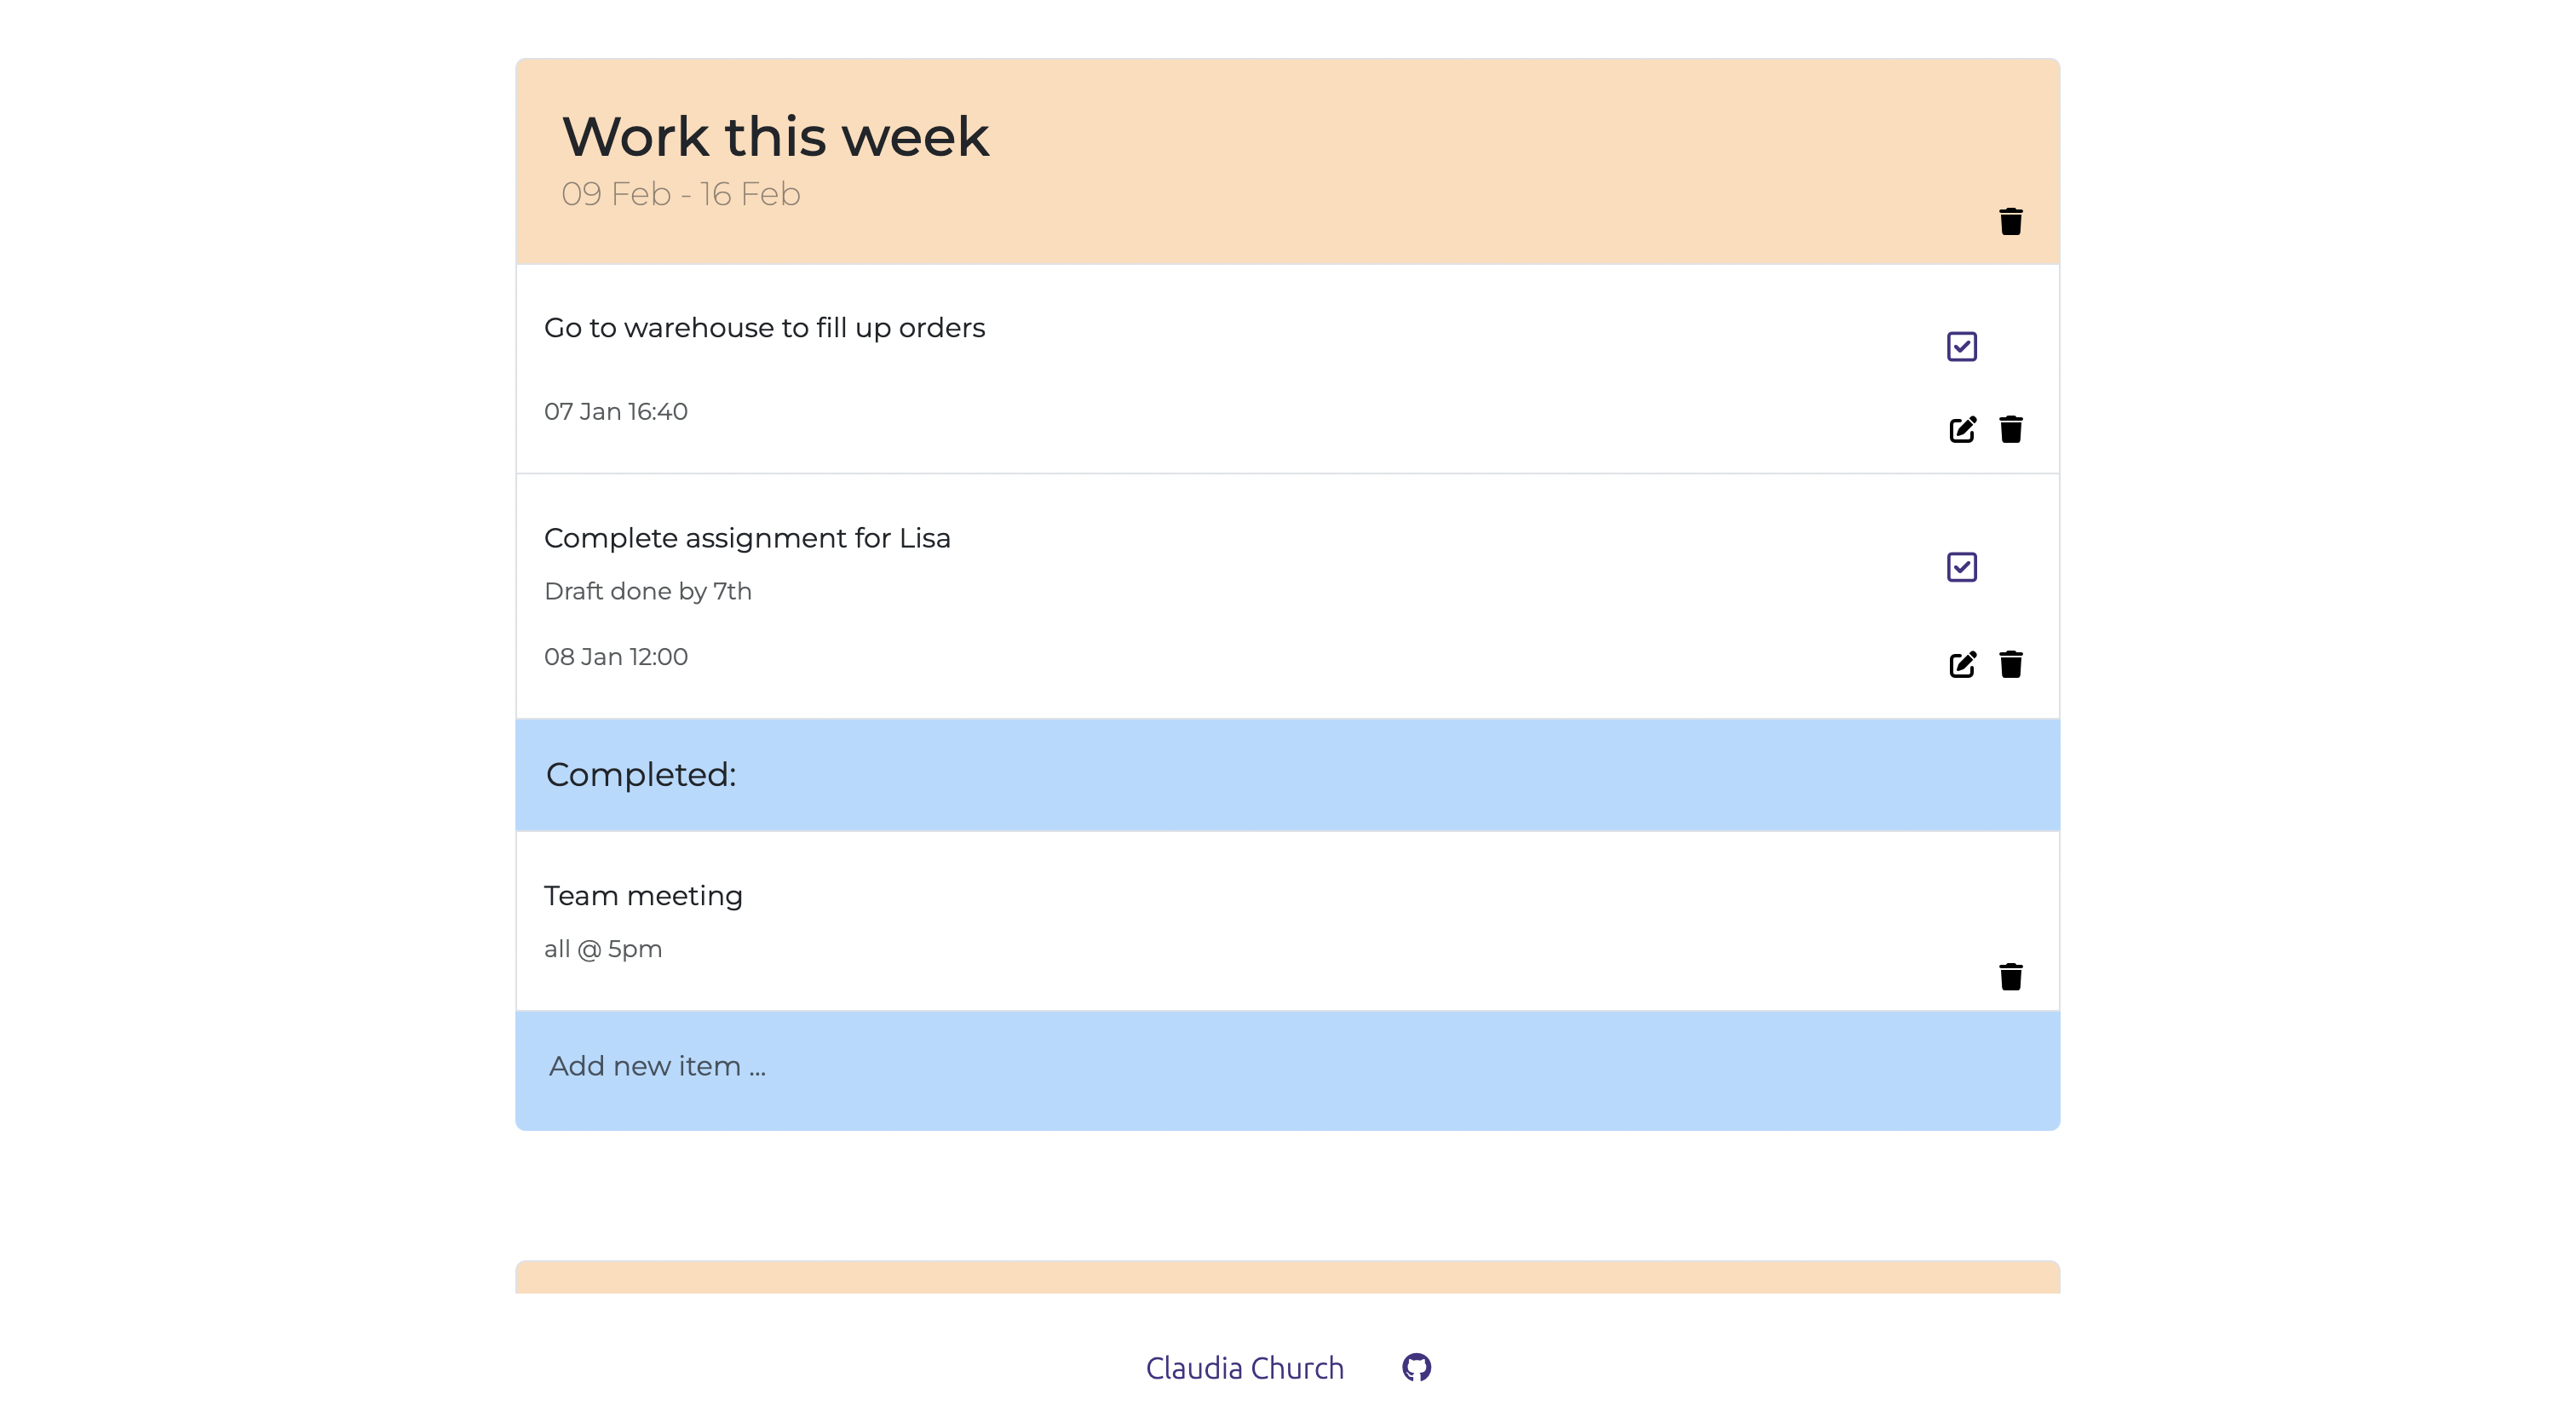 Work this week
09 Feb - 16 Feb
Go to warehouse to fill up orders
07 Jan 16:40
Complete assignment for Lisa
Draft done by 7th
08 Jan 12:00
Completed:
Team meeting
all @ 5pm
Add new item ...
Claudia Church